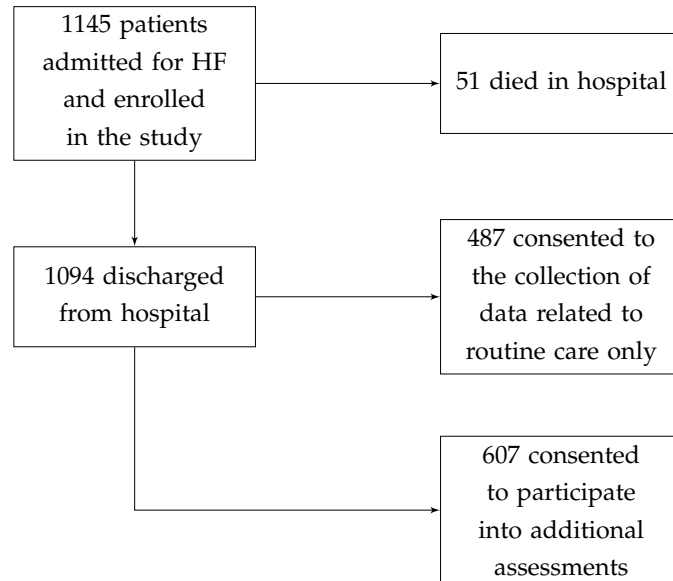 1145 patients
admitted for HF
and enrolled
in the study
51 died in hospital
1094 discharged
from hospital
487 consented to
the collection of
data related to
routine care only
607 consented
to participate
into additional
assessments